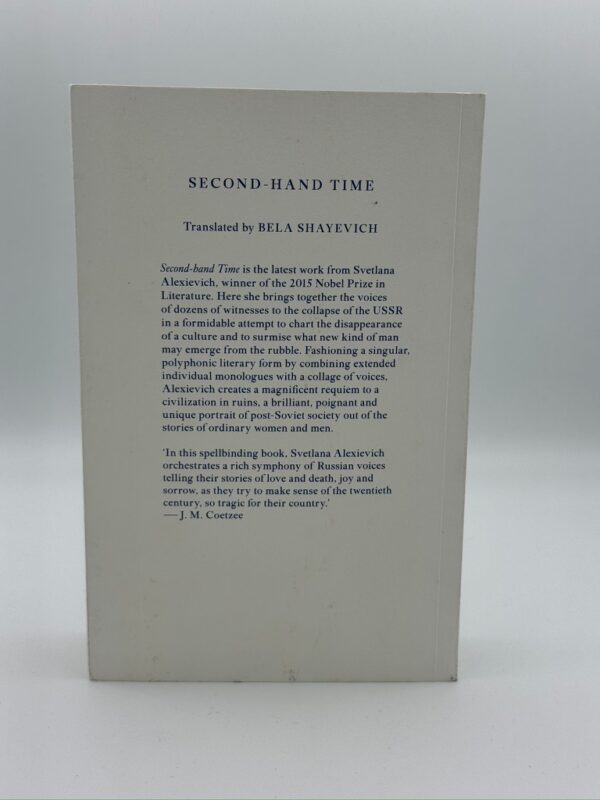 SECOND-HAND TIME
Translated by BELA SHAYEVICH
Second-hand Time is the latest work from Svetlana
Alexievich, winner of the 2015 Nobel Prize in
Literature. Here she brings together the voices
of dozens of witnesses to the collapse of the USSR
in a formidable attempt to chart the disappearance
of a culture and to surmise what new kind of man
may emerge from the rubble. Fashioning a singular,
polyphonic literary form by combining extended
individual monologues with a collage of voices,
Alexievich creates a magnificent requiem to a
civilization in ruins, a brilliant, poignant and
unique portrait of post-Soviet society out of the
stories of ordinary women and men.
‘In this spellbinding book, Svetlana Alexievich
orchestrates a rich symphony of Russian voices
telling their stories of love and death, joy and
sorrow, as they try to make sense of the twentieth
century, so tragic for their country.’
— J. M. Coetzee